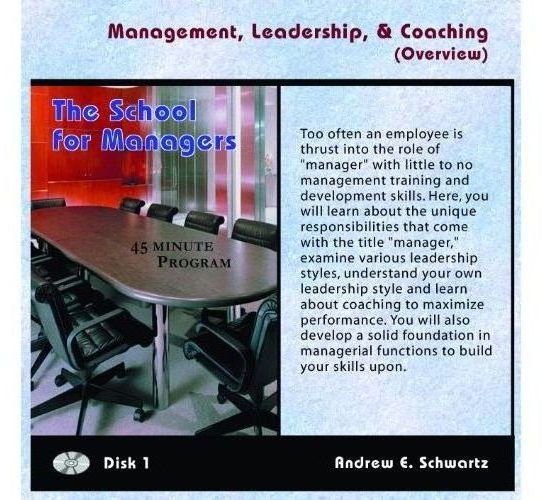 Management, Leadership, & Coaching
(Overview)
The School
for Managers
45 MINUTE
PROGRAM
Too often an employee is
thrust into the role of
"manager" with little to no
management training and
development skills. Here, you
will learn about the unique
responsibilities that come
with the title "manager,"
examine various leadership
styles, understand your own
leadership style and learn
about coaching to maximize
performance. You will also
develop a solid foundation in
managerial functions to build
your skills upon.
Disk 1
Andrew E. Schwartz